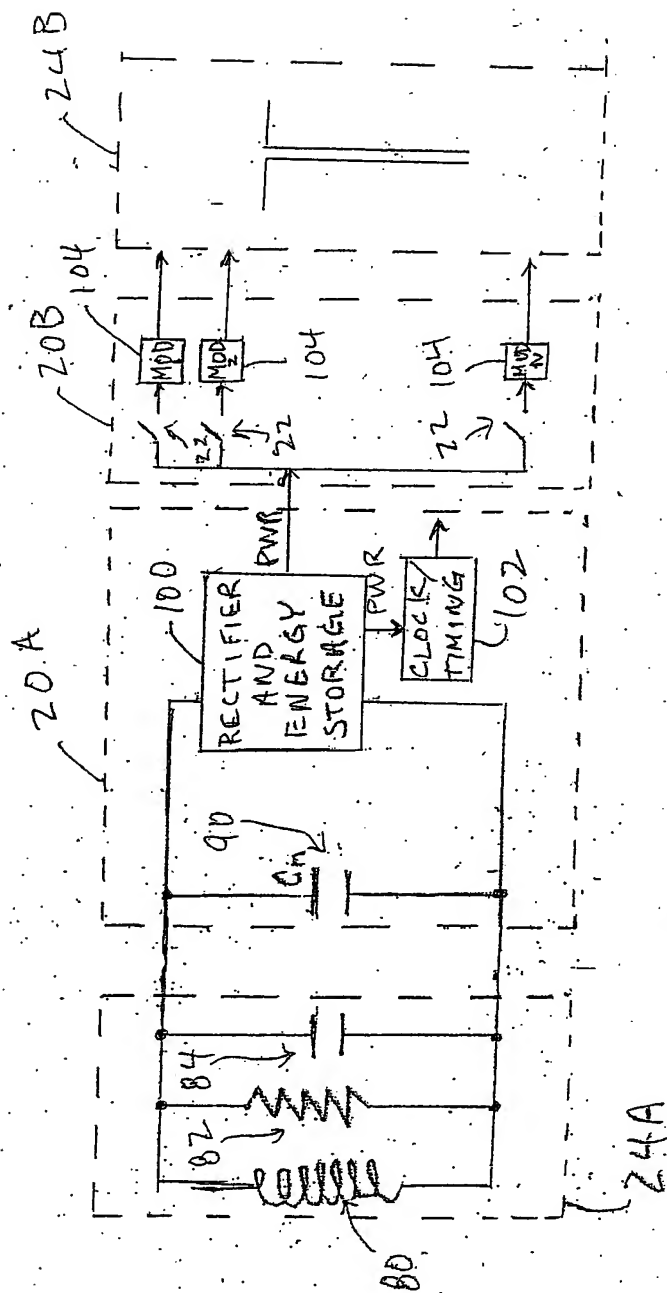 20A
20B
24B
100
104
RECTIFIER
AND
ENERGY
STORAGE
PWR
PWR
CLOCK/
TIMING
102
MOD
MOD
2
104
MOD
N
104
22
22
22
Cm
90
84
82
80
24A